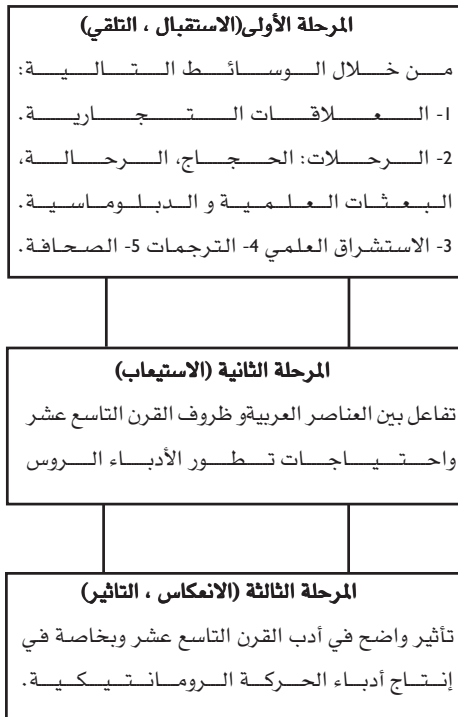 المرحلة الأولى(الاستقبال ، التلقي)
من خلال الوسائط التالية:
1- العلاقات التجارية.
2- الرحلات: الحجاج، الرحالة،
البعثات العلمية و الدبلوماسية.
3- الاستشراق العلمي 4- الترجمات 5- الصحافة.
المرحلة الثانية (الاستيعاب)
تفاعل بين العناصر العربيةو ظروف القرن التاسع عشر
واحتياجات تطور الأدباء الروس
المرحلة الثالثة (الانعكاس ، التاثير)
تأثير واضح في أدب القرن التاسع عشر وبخاصة في
إنتاج أدباء الحركة الرومانتيكية.